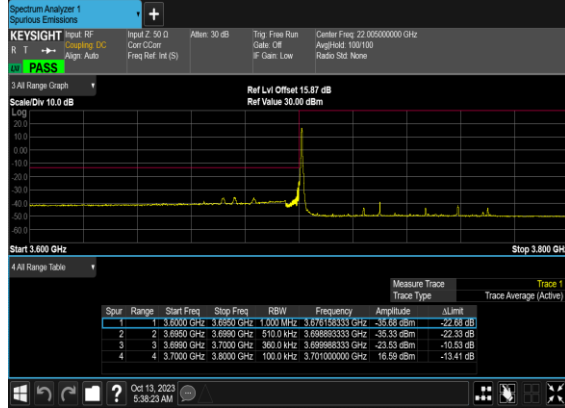 Spectrum Analyzer 1
Spurious Emissions
+
KEYSIGHT Input: RF Input Z: 50 Ω Atten: 30 dB Trig: Free Run Center Freq: 22.005000000 GHz
R T Coupling: DC Corr CCorr Gate: Off Avg|Hold: 100/100
Align: Auto Freq Ref: Int (S) IF Gain: Low Radio Std: None
PASS
3 All Range Graph
Ref Lvl Offset 15.87 dB
Scale/Div 10.0 dB Ref Value 30.00 dBm
Log
20.0
10.0
0.00
-10.0
-20.0
-30.0
-40.0
-50.0
-60.0
Start 3.600 GHz Stop 3.800 GH
4 All Range Table
Measure Trace Trace 1
Trace Type Trace Average (Active)
Spur Range Start Freq Stop Freq RBW Frequency Amplitude ΔLimit
1 1 3.6000 GHz 3.6950 GHz 1.000 MHz 3.676158333 GHz -35.68 dBm -22.68 dB
2 2 3.6950 GHz 3.6990 GHz 510.0 kHz 3.698893333 GHz -35.33 dBm -22.33 dB
3 3 3.6990 GHz 3.7000 GHz 360.0 kHz 3.699988333 GHz -23.53 dBm -10.53 dB
4 4 3.7000 GHz 3.8000 GHz 100.0 kHz 3.701000000 GHz 16.59 dBm -13.41 dB
? Oct 13, 2023
5:38:23 AM